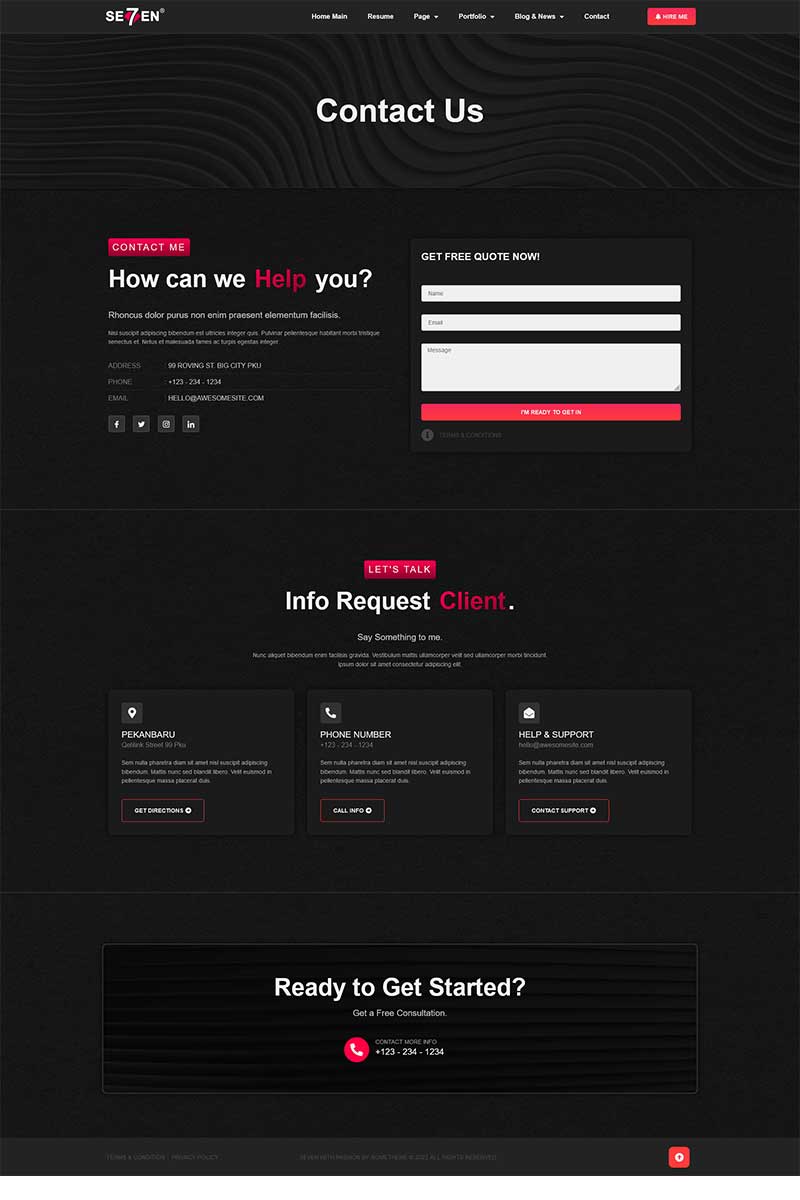 SE7EN®
Home Main Resume Page Portfolio Blog & News Contact HIRE ME
Contact Us
CONTACT ME
How can we Help you?
Rhoncus dolor purus non enim praesent elementum facilisis.
Nisl suscipit adipiscing bibendum est ultricies integer quis. Pulvinar pellentesque habitant morbi tristique
senectus et. Netus et malesuada fames ac turpis egestas integer.
ADDRESS : 99 ROVING ST. BIG CITY PKU
PHONE : +123 - 234 - 1234
EMAIL : HELLO@AWESOMESITE.COM
GET FREE QUOTE NOW!
Name
Email
Message
I'M READY TO GET IN
TERMS & CONDITIONS
LET'S TALK
Info Request Client.
Say Something to me.
Nunc aliquet bibendum enim facilisis gravida. Vestibulum mattis ullamcorper velit sed ullamcorper morbi tincidunt.
Ipsum dolor sit amet consectetur adipiscing elit.
PEKANBARU
Qetlink Street 99 Pku
Sem nulla pharetra diam sit amet nisl suscipit adipiscing
bibendum. Mattis nunc sed blandit libero. Velit euismod in
pellentesque massa placerat duis.
GET DIRECTIONS
PHONE NUMBER
+123 - 234 - 1234
Sem nulla pharetra diam sit amet nisl suscipit adipiscing
bibendum. Mattis nunc sed blandit libero. Velit euismod in
pellentesque massa placerat duis.
CALL INFO
HELP & SUPPORT
hello@awesomesite.com
Sem nulla pharetra diam sit amet nisl suscipit adipiscing
bibendum. Mattis nunc sed blandit libero. Velit euismod in
pellentesque massa placerat duis.
CONTACT SUPPORT
Ready to Get Started?
Get a Free Consultation.
CONTACT MORE INFO
+123 - 234 - 1234
TERMS & CONDITION | PRIVACY POLICY
SEVEN WITH PASSION BY © 2021 ALL RIGHTS RESERVED.